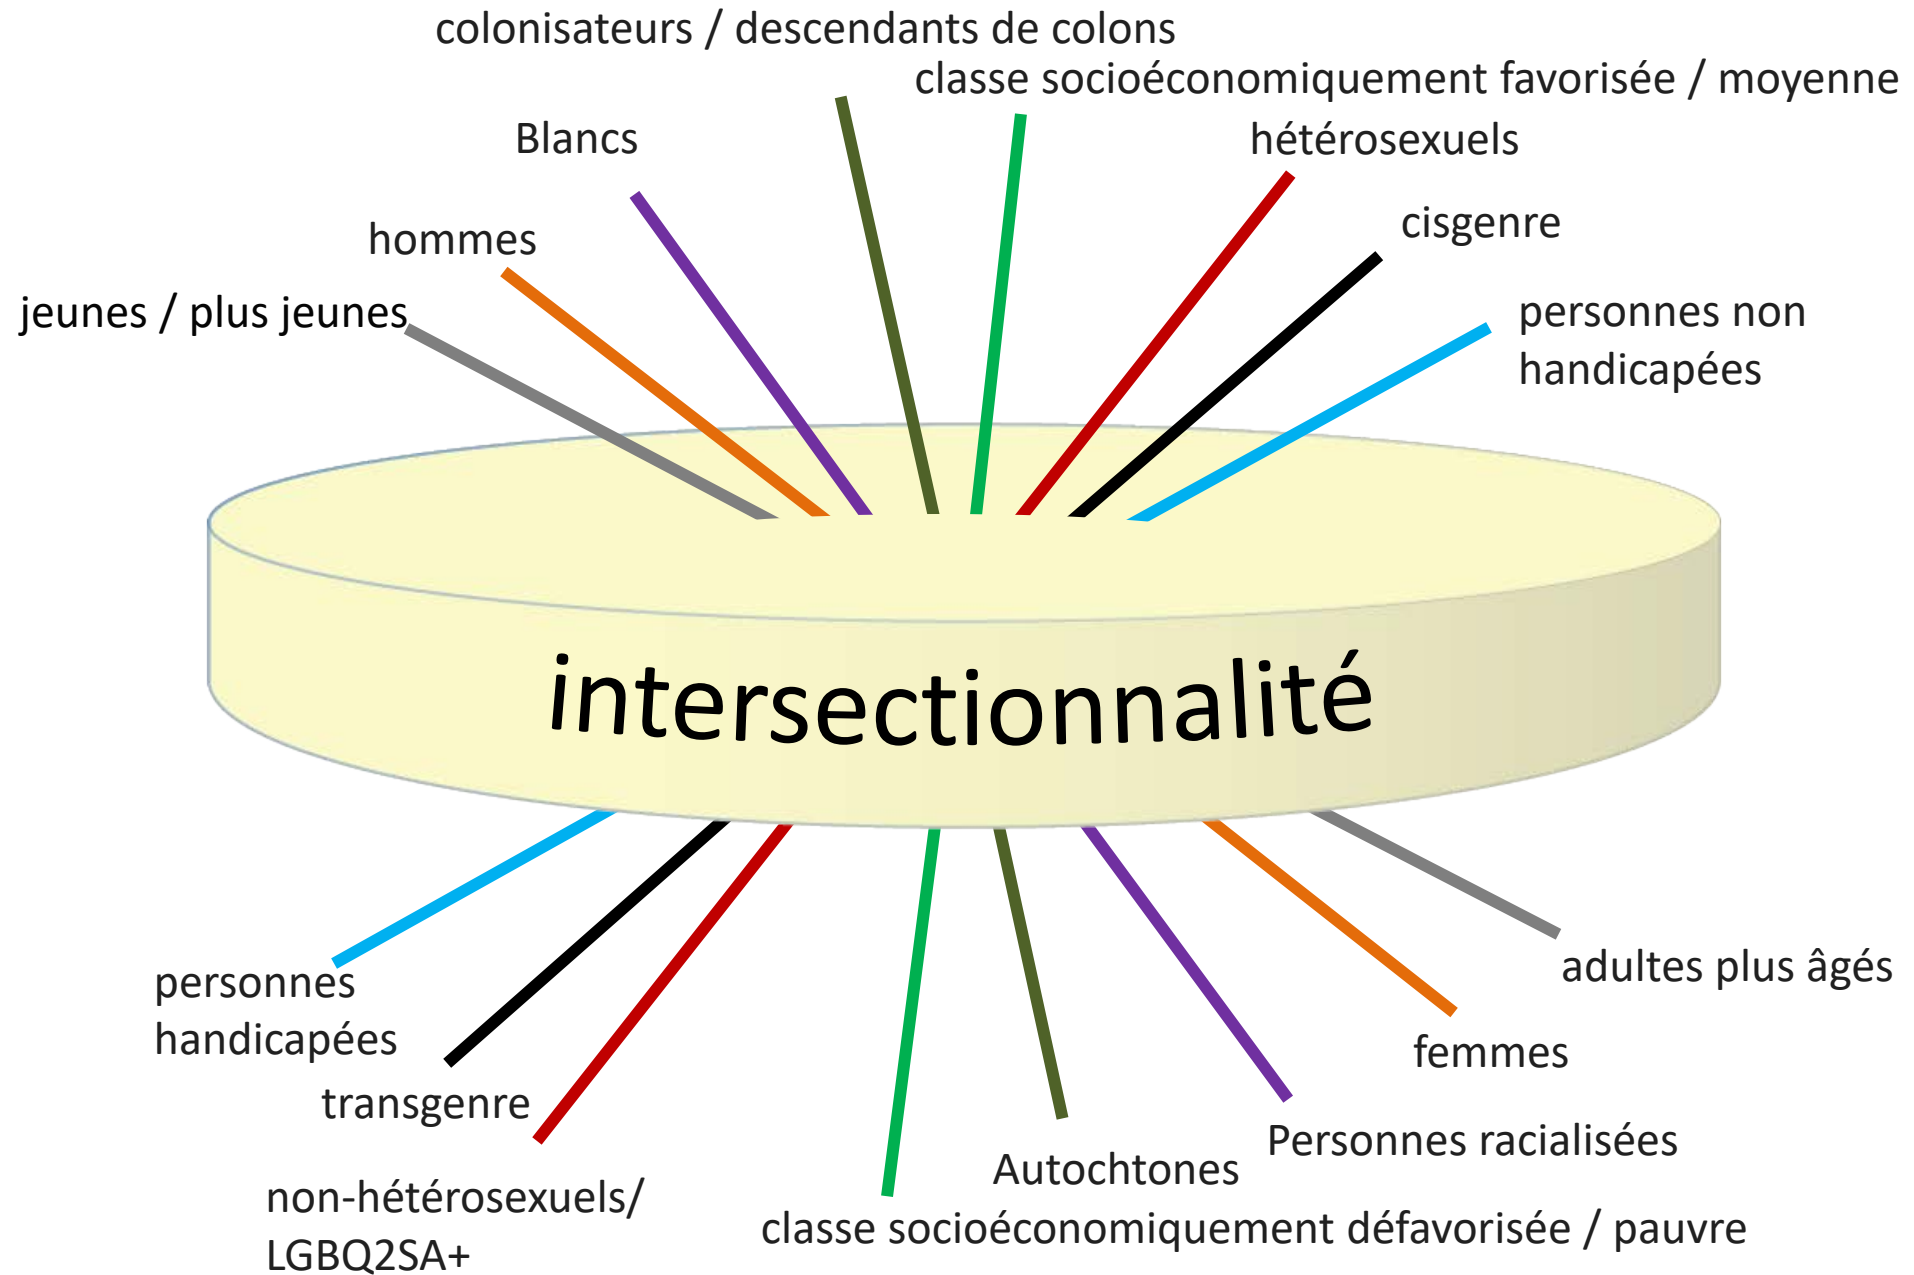 colonisateurs / descendants de colons
classe socioéconomiquement favorisée / moyenne
Blancs
hétérosexuels
hommes
cisgenre
jeunes / plus jeunes
personnes non
handicapées
intersectionnalité
personnes
handicapées
adultes plus âgés
transgenre
femmes
non-hétérosexuels/
LGBQ2SA+
Autochtones
Personnes racialisées
classe socioéconomiquement défavorisée / pauvre